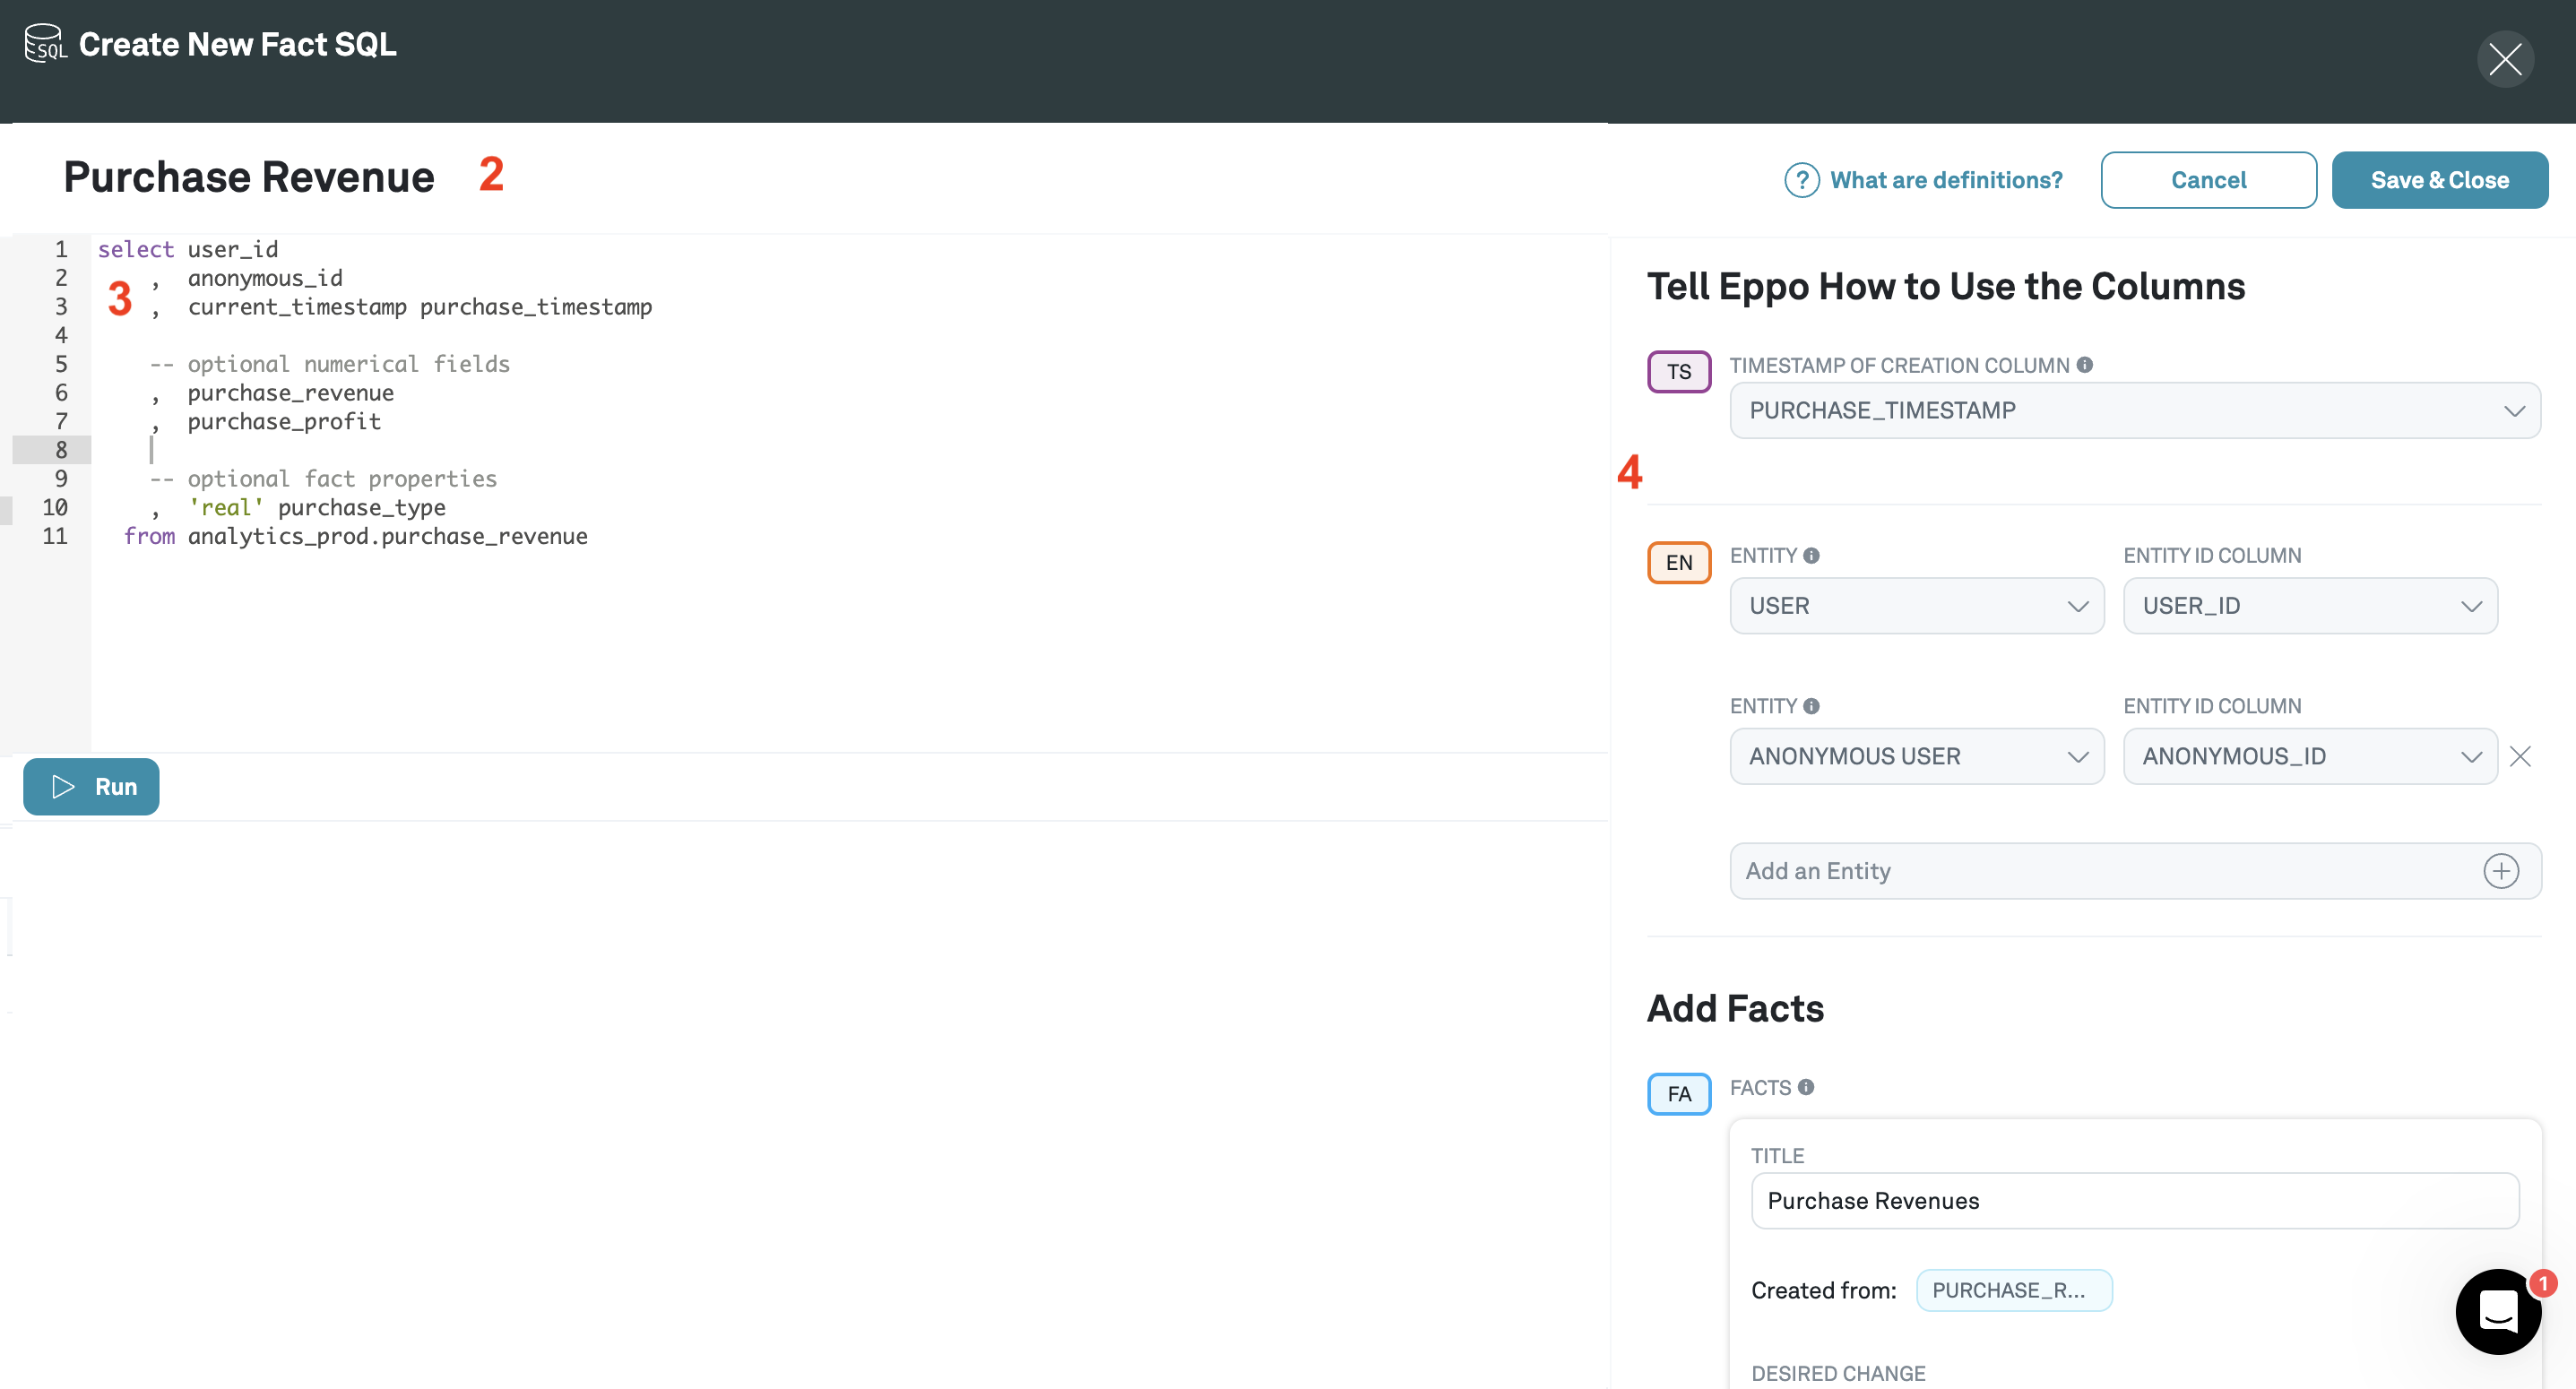 SQL Create New Fact SQL
Purchase Revenue 2
? What are definitions?
Cancel
Save & Close
1 select user_id
2 , anonymous_id
3
3 , current_timestamp purchase_timestamp
4
5 -- optional numerical fields
6 , purchase_revenue
7 , purchase_profit
8
9 -- optional fact properties
10 , 'real' purchase_type
11 from analytics_prod.purchase_revenue
Run
Tell Eppo How to Use the Columns
TS TIMESTAMP OF CREATION COLUMN
PURCHASE_TIMESTAMP
4
EN ENTITY ENTITY ID COLUMN
USER USER_ID
ENTITY ENTITY ID COLUMN
ANONYMOUS USER ANONYMOUS_ID
Add an Entity
Add Facts
FA FACTS
TITLE
Purchase Revenues
Created from: PURCHASE_R...
1
DESIRED CHANGE